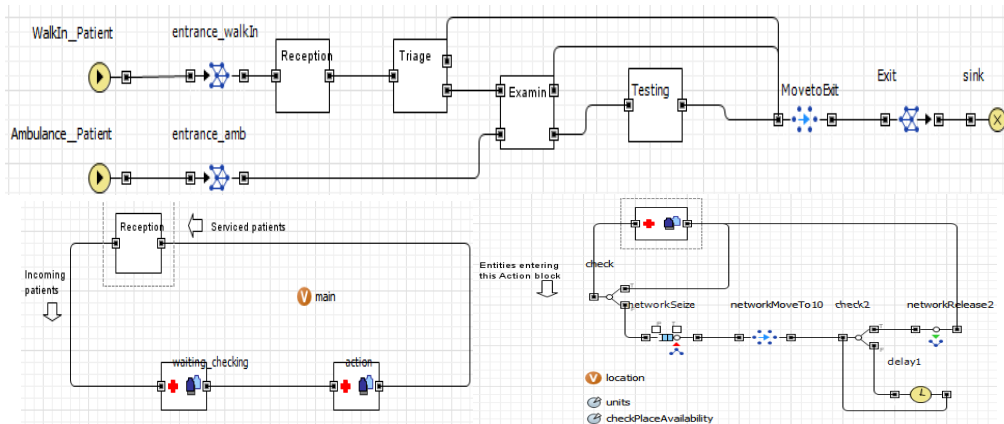 WalkIn_Patient
entrance_walkIn
Reception
Triage
Examin
Testing
MovetoExit
Exit
sink
Ambulance_Patient
entrance_amb
Reception
Serviced patients
Incoming
patients
main
waiting_checking
action
Entities entering
this Action block
check
networkSeize
networkMoveTo10
check2
networkRelease2
delay1
location
units
checkPlaceAvailability